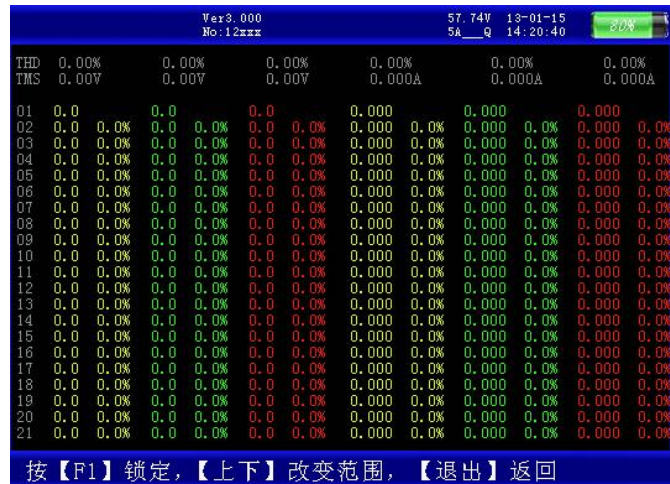 Ver3.000 57.74V 13-01-15
No:12xxx 5A___Q 14:20:40 80%
THD 0.00% 0.00% 0.00% 0.00% 0.00% 0.00%
TMS 0.00V 0.00V 0.00V 0.000A 0.000A 0.000A
01 0.0 0.0 0.0 0.000 0.000 0.000
02 0.0 0.0% 0.0 0.0% 0.0 0.0% 0.000 0.0% 0.000 0.0% 0.000 0.0%
03 0.0 0.0% 0.0 0.0% 0.0 0.0% 0.000 0.0% 0.000 0.0% 0.000 0.0%
04 0.0 0.0% 0.0 0.0% 0.0 0.0% 0.000 0.0% 0.000 0.0% 0.000 0.0%
05 0.0 0.0% 0.0 0.0% 0.0 0.0% 0.000 0.0% 0.000 0.0% 0.000 0.0%
06 0.0 0.0% 0.0 0.0% 0.0 0.0% 0.000 0.0% 0.000 0.0% 0.000 0.0%
07 0.0 0.0% 0.0 0.0% 0.0 0.0% 0.000 0.0% 0.000 0.0% 0.000 0.0%
08 0.0 0.0% 0.0 0.0% 0.0 0.0% 0.000 0.0% 0.000 0.0% 0.000 0.0%
09 0.0 0.0% 0.0 0.0% 0.0 0.0% 0.000 0.0% 0.000 0.0% 0.000 0.0%
10 0.0 0.0% 0.0 0.0% 0.0 0.0% 0.000 0.0% 0.000 0.0% 0.000 0.0%
11 0.0 0.0% 0.0 0.0% 0.0 0.0% 0.000 0.0% 0.000 0.0% 0.000 0.0%
12 0.0 0.0% 0.0 0.0% 0.0 0.0% 0.000 0.0% 0.000 0.0% 0.000 0.0%
13 0.0 0.0% 0.0 0.0% 0.0 0.0% 0.000 0.0% 0.000 0.0% 0.000 0.0%
14 0.0 0.0% 0.0 0.0% 0.0 0.0% 0.000 0.0% 0.000 0.0% 0.000 0.0%
15 0.0 0.0% 0.0 0.0% 0.0 0.0% 0.000 0.0% 0.000 0.0% 0.000 0.0%
16 0.0 0.0% 0.0 0.0% 0.0 0.0% 0.000 0.0% 0.000 0.0% 0.000 0.0%
17 0.0 0.0% 0.0 0.0% 0.0 0.0% 0.000 0.0% 0.000 0.0% 0.000 0.0%
18 0.0 0.0% 0.0 0.0% 0.0 0.0% 0.000 0.0% 0.000 0.0% 0.000 0.0%
19 0.0 0.0% 0.0 0.0% 0.0 0.0% 0.000 0.0% 0.000 0.0% 0.000 0.0%
20 0.0 0.0% 0.0 0.0% 0.0 0.0% 0.000 0.0% 0.000 0.0% 0.000 0.0%
21 0.0 0.0% 0.0 0.0% 0.0 0.0% 0.000 0.0% 0.000 0.0% 0.000 0.0%
按【F1】锁定，【上下】改变范围，【退出】返回